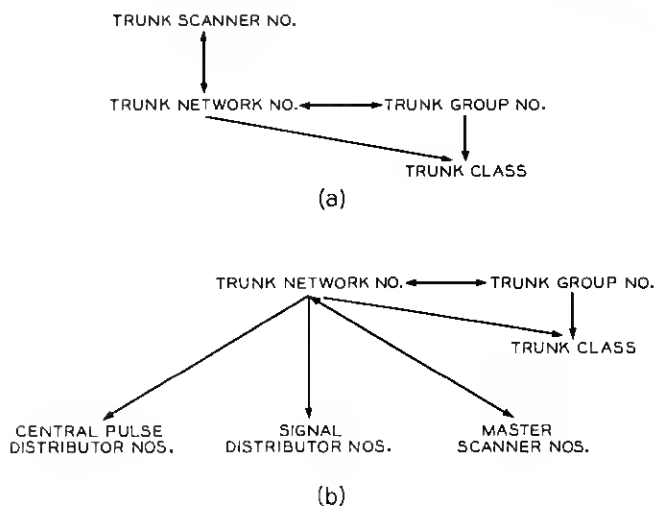 TRUNK SCANNER NO.
TRUNK NETWORK NO.
TRUNK GROUP NO.
TRUNK CLASS
(a)
TRUNK NETWORK NO.
TRUNK GROUP NO.
TRUNK CLASS
CENTRAL PULSE
DISTRIBUTOR NOS.
SIGNAL
DISTRIBUTOR NOS.
MASTER
SCANNER NOS.
(b)